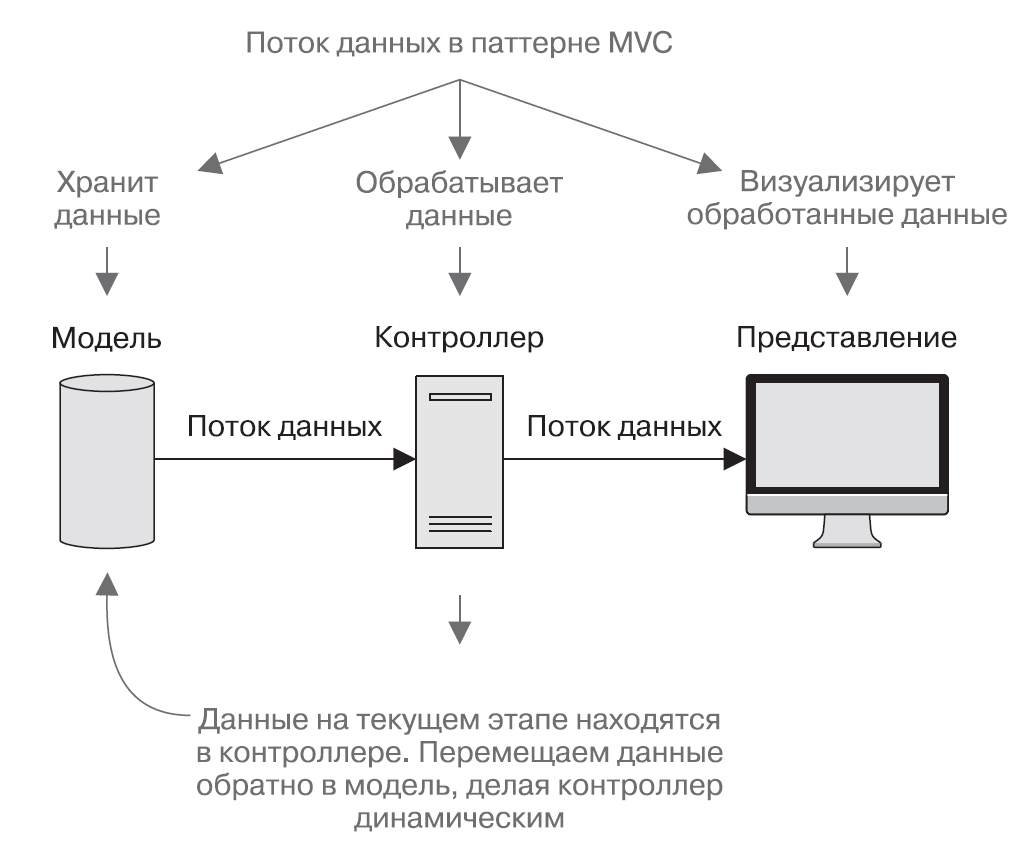 Поток данных в паттерне MVC
Хранит
данные
Обрабатывает
данные
Визуализирует
обработанные данные
Модель
Контроллер
Представление
Поток данных
Поток данных
Данные на текущем этапе находятся
в контроллере. Перемещаем данные
обратно в модель, делая контроллер
динамическим